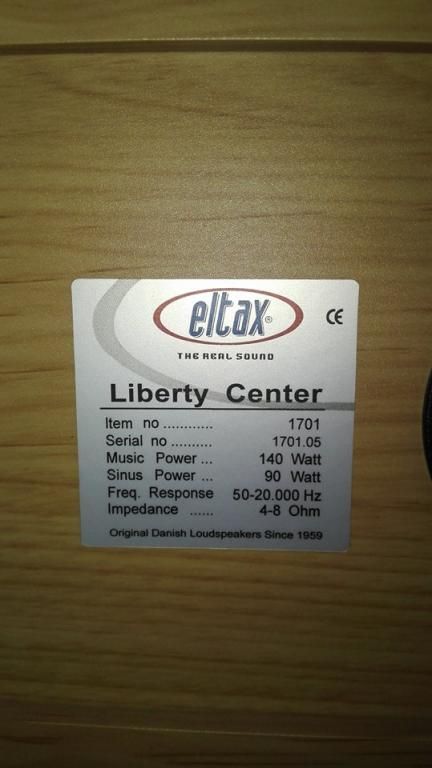 eltax®
CE
THE REAL SOUND
Liberty Center
Item no ............ 1701
Serial no .......... 1701.05
Music Power ... 140 Watt
Sinus Power ... 90 Watt
Freq. Response 50-20.000 Hz
Impedance ...... 4-8 Ohm
Original Danish Loudspeakers Since 1959